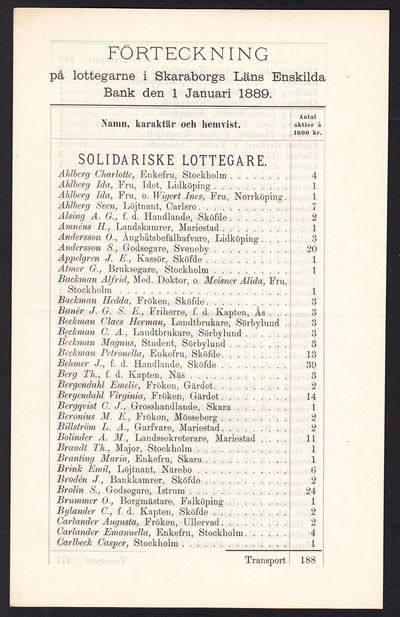 FÖRTECKNING
på lottegarne i Skaraborgs Läns Enskilda
Bank den 1 Januari 1889.
Namn, karaktär och hemvist. Antal aktier à 1000 kr.
SOLIDARISKE LOTTEGARE.
Ahlberg Charlotte, Enkefru, Stockholm 4
Ahlberg Ida, Fru, Idet, Lidköping 1
Ahlberg Ida, Fru, o. Wigert Ines, Fru, Norrköping 1
Ahlberg Sven, Löjtnant, Carlsro 7
Alsing A. G., f. d. Handlande, Sköfde 2
Amnéus H., Landskamrer, Mariestad 1
Andersson O., Ångbåtsbefälhafvare, Lidköping 3
Andersson S., Godsegare, Sveneby 20
Appelgren J. E., Kassör, Sköfde 1
Atmer G., Bruksegare, Stockholm 1
Backman Alfrid, Med. Doktor, o. Meisner Alida, Fru,
Stockholm 1
Backman Hedda, Fröken, Sköfde 3
Banér J. G. S. E., Friherre, f. d. Kapten, Ås 3
Beckman Claes Herman, Landtbrukare, Sörbylund 3
Beckman C. A., Landtbrukare, Sörbylund 3
Beckman Magnus, Student, Sörbylund 3
Beckman Petronella, Enkefru, Sköfde 13
Behmer J., f. d. Handlande, Sköfde 39
Berg Th., f. d. Kapten, Näs 3
Bergendahl Emelie, Fröken, Gärdet 2
Bergendahl Virginia, Fröken, Gärdet 14
Bergqvist C. J., Grosshandlande, Skara 1
Beronius M. E., Fröken, Mösseberg 2
Billström L. A., Garfvare, Mariestad 2
Bolinder A. M., Landssekreterare, Mariestad 11
Brandt Th., Major, Stockholm 1
Branting Maria, Enkefru, Skara 1
Brink Emil, Löjtnant, Närebo 6
Brodén J., Bankkamrer, Sköfde 2
Brolin S., Godsegare, Istrum 24
Brummer O., Borgmästare, Falköping 1
Bylander C., f. d. Kapten, Sköfde 2
Carlander Augusta, Fröken, Ullervad 2
Carlander Emanuella, Enkefru, Stockholm 4
Carlbeck Casper, Stockholm 1
Transport 188